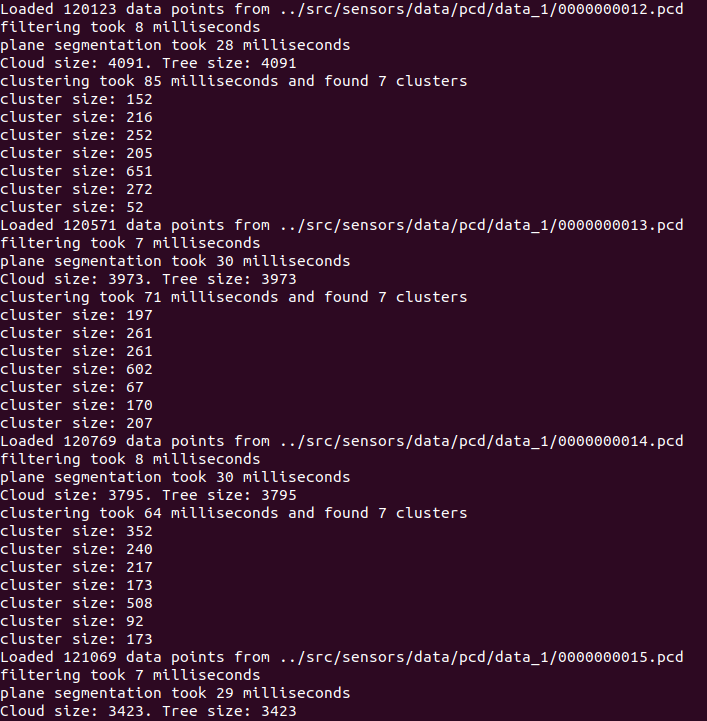 Loaded 120123 data points from ../src/sensors/data/pcd/data_1/0000000012.pcd
filtering took 8 milliseconds
plane segmentation took 28 milliseconds
Cloud size: 4091. Tree size: 4091
clustering took 85 milliseconds and found 7 clusters
cluster size: 152
cluster size: 216
cluster size: 252
cluster size: 205
cluster size: 651
cluster size: 272
cluster size: 52
Loaded 120571 data points from ../src/sensors/data/pcd/data_1/0000000013.pcd
filtering took 7 milliseconds
plane segmentation took 30 milliseconds
Cloud size: 3973. Tree size: 3973
clustering took 71 milliseconds and found 7 clusters
cluster size: 197
cluster size: 261
cluster size: 261
cluster size: 602
cluster size: 67
cluster size: 170
cluster size: 207
Loaded 120769 data points from ../src/sensors/data/pcd/data_1/0000000014.pcd
filtering took 8 milliseconds
plane segmentation took 30 milliseconds
Cloud size: 3795. Tree size: 3795
clustering took 64 milliseconds and found 7 clusters
cluster size: 352
cluster size: 240
cluster size: 217
cluster size: 173
cluster size: 508
cluster size: 92
cluster size: 173
Loaded 121069 data points from ../src/sensors/data/pcd/data_1/0000000015.pcd
filtering took 7 milliseconds
plane segmentation took 29 milliseconds
Cloud size: 3423. Tree size: 3423